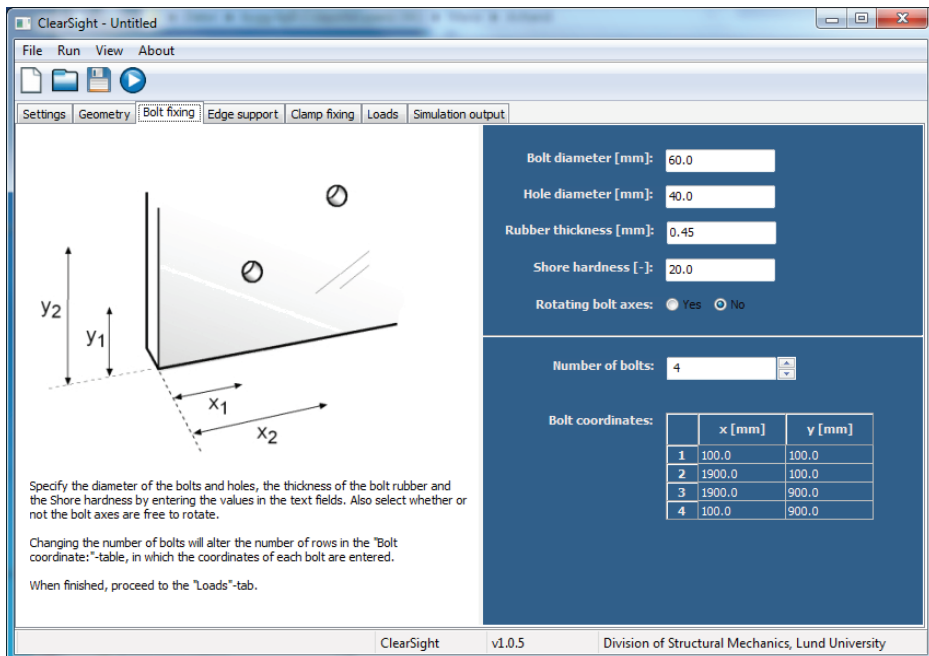 ClearSight - Untitled
File Run View About
Settings Geometry Bolt fixing Edge support Clamp fixing Loads Simulation output
y2
y1
x1
x2
Specify the diameter of the bolts and holes, the thickness of the bolt rubber and
the Shore hardness by entering the values in the text fields. Also select whether or
not the bolt axes are free to rotate.
Changing the number of bolts will alter the number of rows in the "Bolt
coordinate:"-table, in which the coordinates of each bolt are entered.
When finished, proceed to the "Loads"-tab.
Bolt diameter [mm]: 60.0
Hole diameter [mm]: 40.0
Rubber thickness [mm]: 0.45
Shore hardness [-]: 20.0
Rotating bolt axes: Yes No
Number of bolts: 4
Bolt coordinates:
x [mm] y [mm]
1 100.0 100.0
2 1900.0 100.0
3 1900.0 900.0
4 100.0 900.0
ClearSight v1.0.5 Division of Structural Mechanics, Lund University